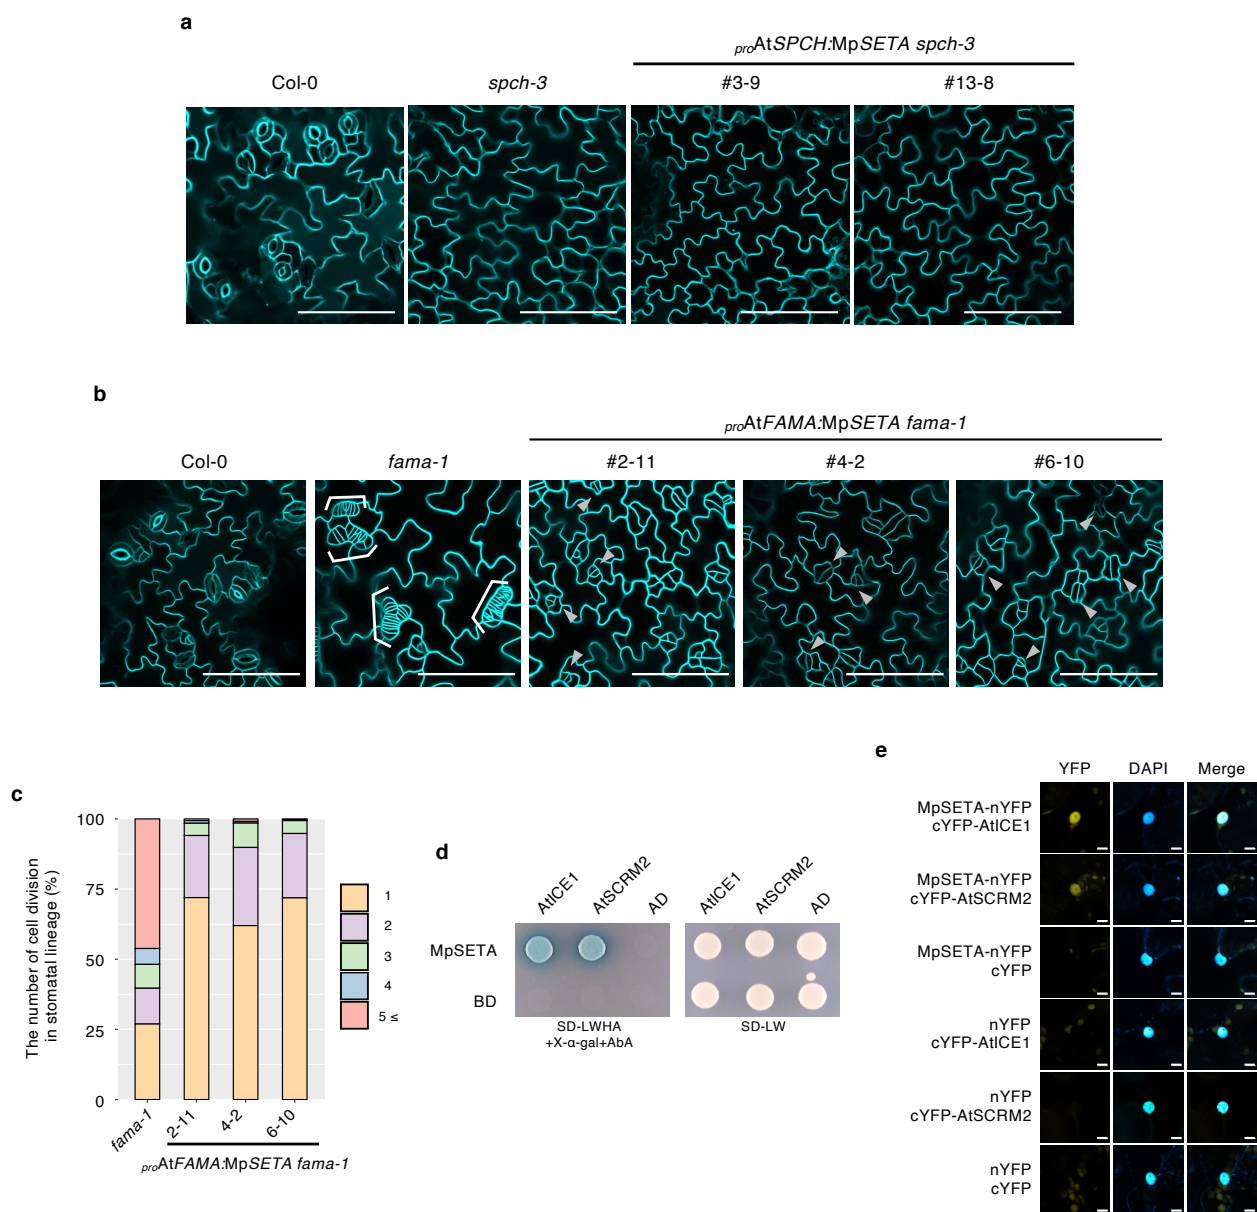 a
proAtSPCH:MpSETA spch-3
Col-0
spch-3
#3-9
#13-8
b
proAtFAMA:MpSETA fama-1
Col-0
fama-1
#2-11
#4-2
#6-10
c
The number of cell division
in stomatal lineage (%)
100
75
50
25
0
fama-1
2-11
4-2
6-10
proAtFAMA:MpSETA fama-1
1
2
3
4
5 ≤
d
AtICE1
AtSCRM2
AD
AtICE1
AtSCRM2
AD
MpSETA
BD
SD-LWHA
+X-α-gal+AbA
SD-LW
e
YFP
DAPI
Merge
MpSETA-nYFP
cYFP-AtICE1
MpSETA-nYFP
cYFP-AtSCRM2
MpSETA-nYFP
cYFP
nYFP
cYFP-AtICE1
nYFP
cYFP-AtSCRM2
nYFP
cYFP